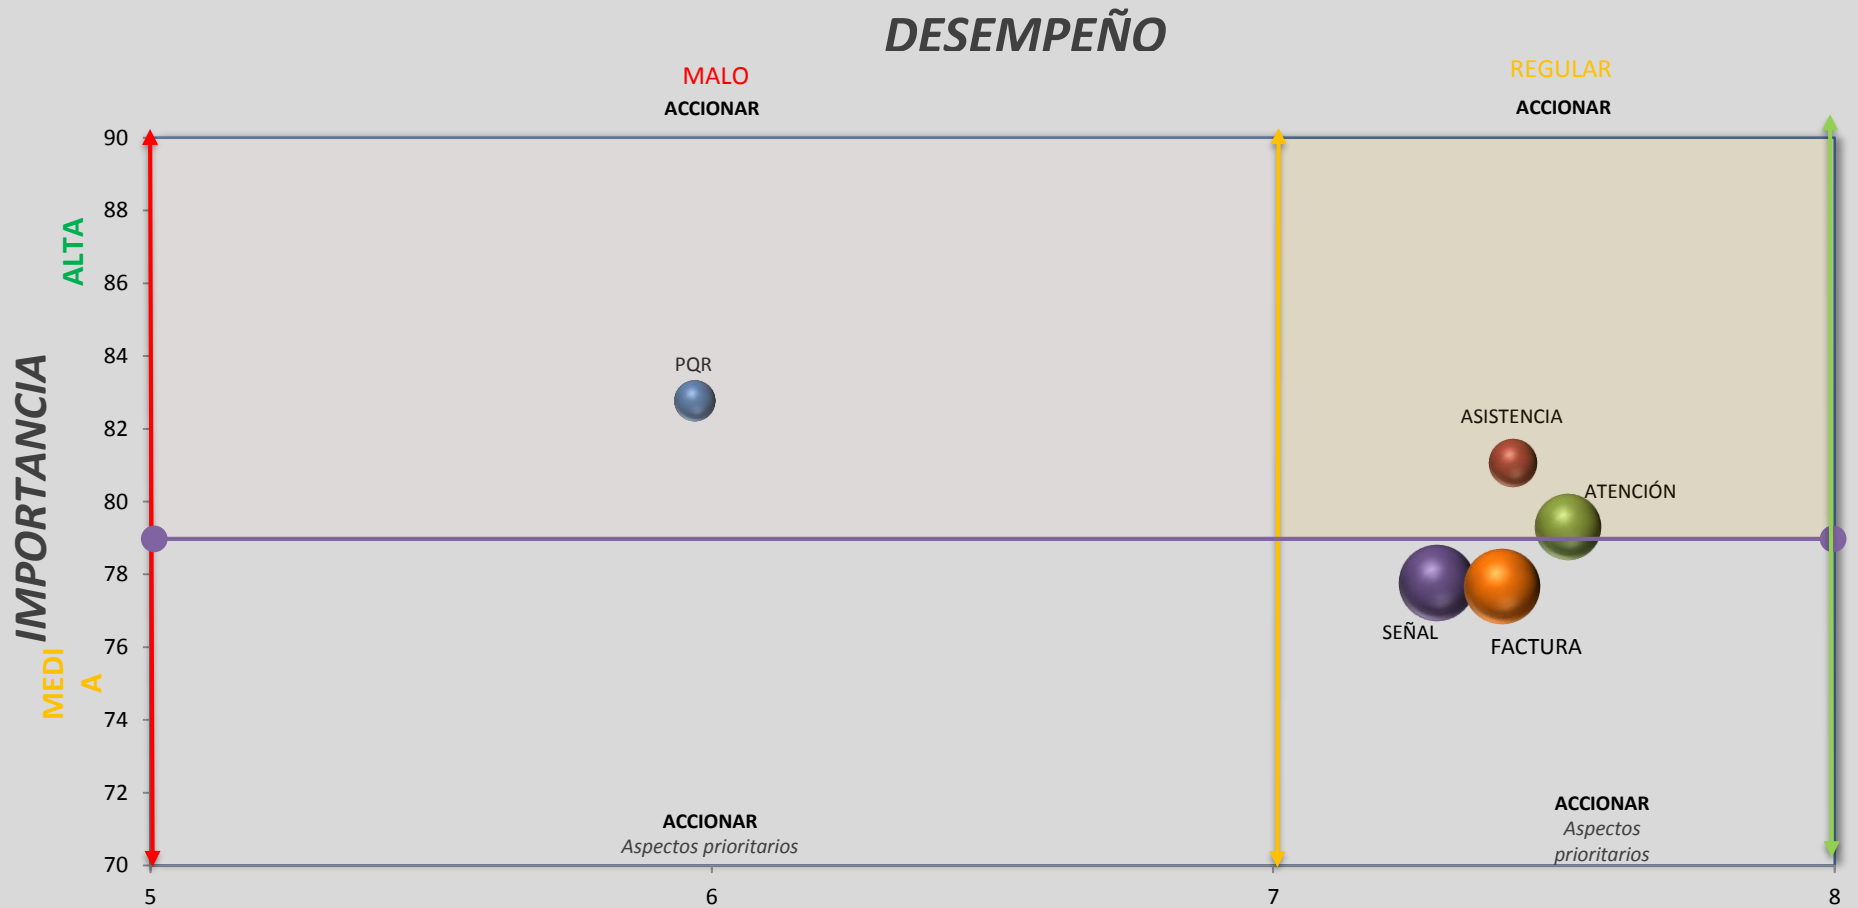 DESEMPEÑO
MALO
REGULAR
ACCIONAR
ACCIONAR
90
88
86
84
82
80
78
76
74
72
70
ALTA
IMPORTANCIA
MEDI
A
PQR
ASISTENCIA
ATENCIÓN
SEÑAL
FACTURA
ACCIONAR
Aspectos prioritarios
ACCIONAR
Aspectos
prioritarios
5
6
7
8